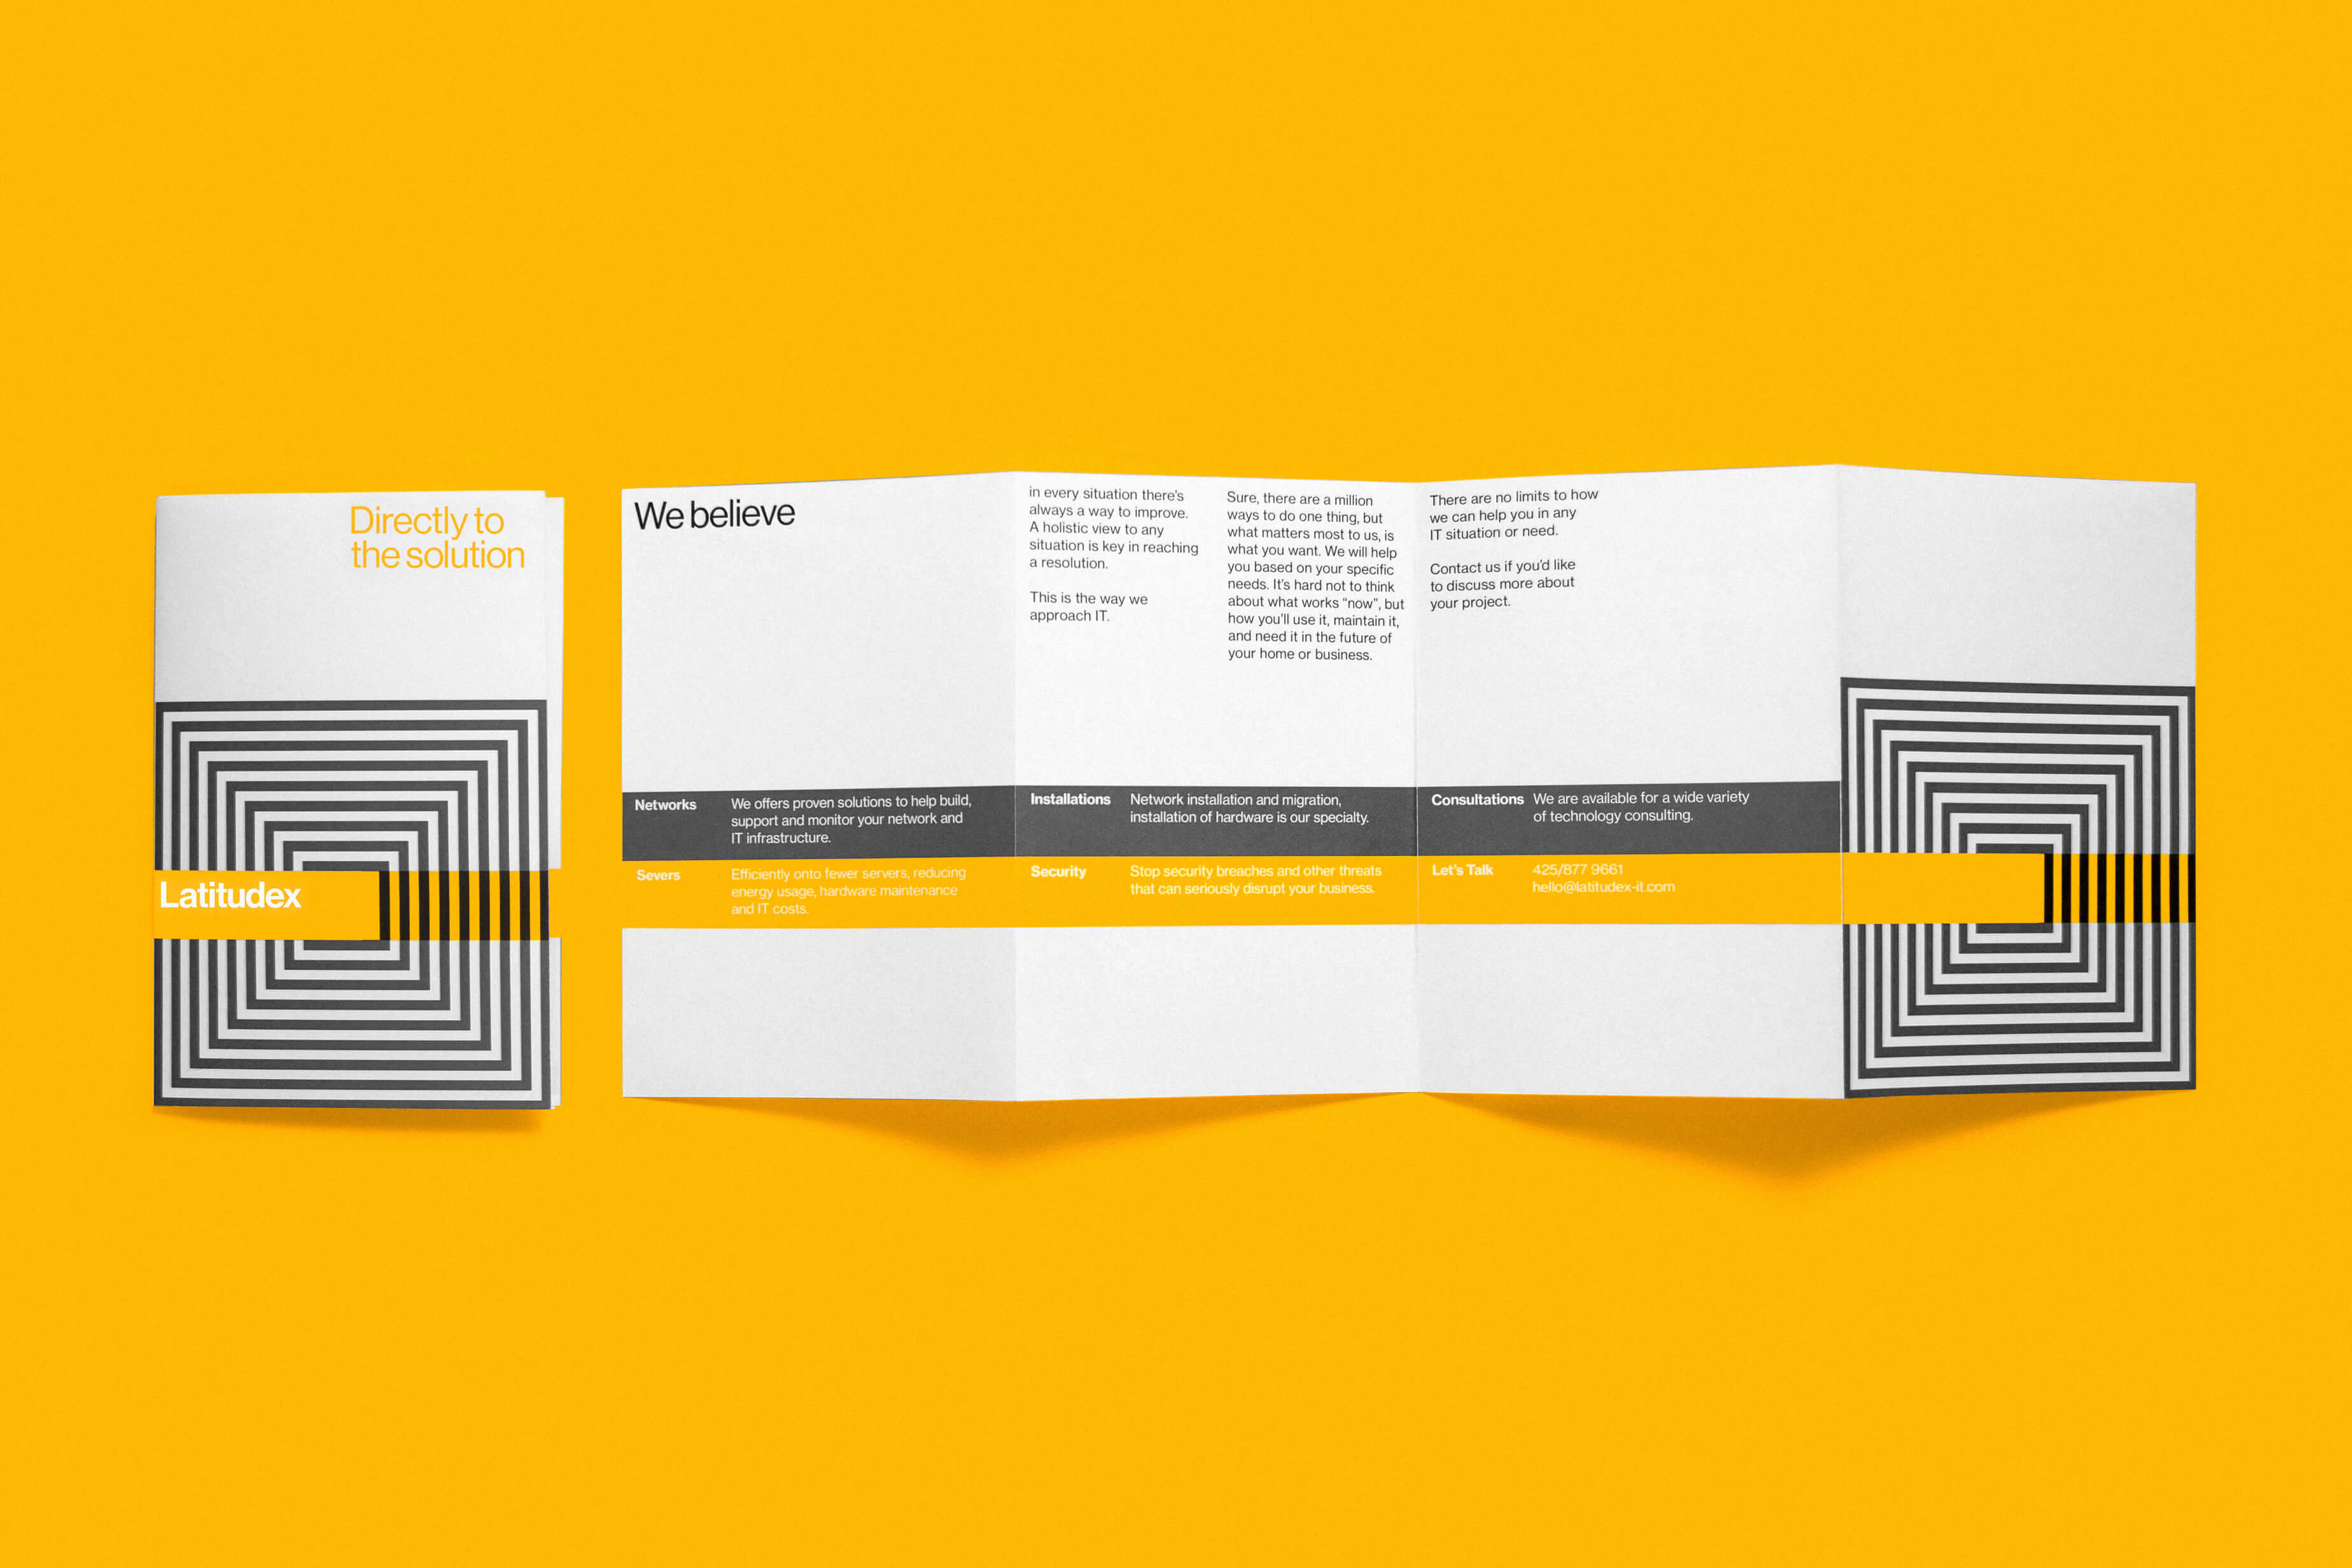 Directly to
the solution
Latitudex
We believe
in every situation there's
always a way to improve.
A holistic view to any
situation is key in reaching
a resolution.
This is the way we
approach IT.
Sure, there are a million
ways to do one thing, but
what matters most to us, is
what you want. We will help
you based on your specific
needs. It's hard not to think
about what works "now", but
how you'll use it, maintain it,
and need it in the future of
your home or business.
There are no limits to how
we can help you in any
IT situation or need.
Contact us if you'd like
to discuss more about
your project.
Networks
We offers proven solutions to help build,
support and monitor your network and
IT infrastructure.
Installations
Network installation and migration,
installation of hardware is our specialty.
Consultations
We are available for a wide variety
of technology consulting.
Severs
Efficiently onto fewer servers, reducing
energy usage, hardware maintenance
and IT costs.
Security
Stop security breaches and other threats
that can seriously disrupt your business.
Let's Talk
425/877 9661
hello@latitudex-it.com